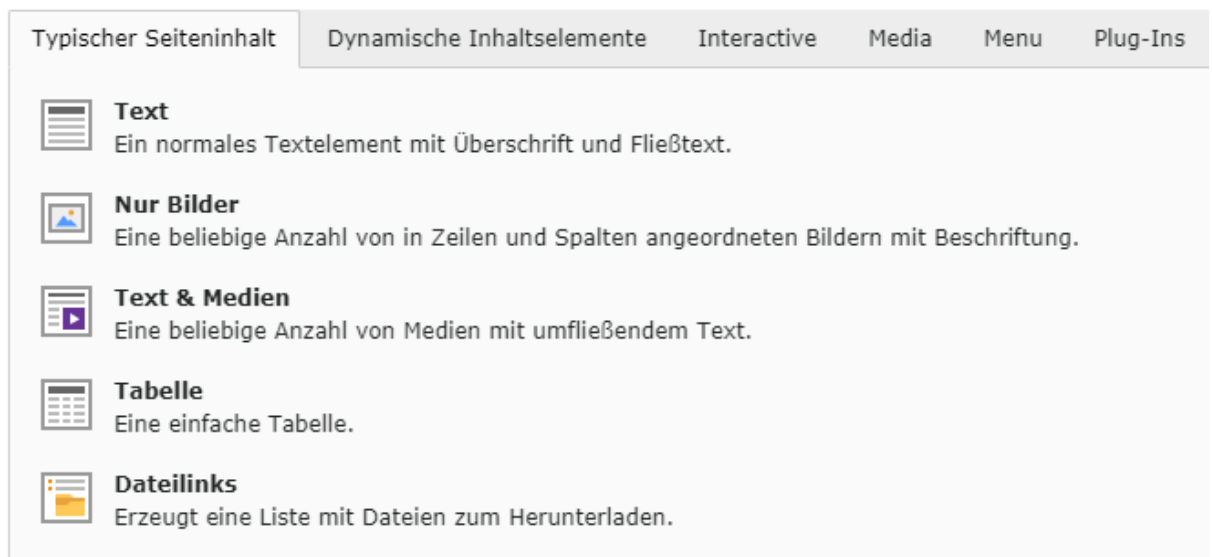 Typischer Seiteninhalt Dynamische Inhaltselemente Interactive Media Menu Plug-Ins
Text
Ein normales Textelement mit Überschrift und Fließtext.
Nur Bilder
Eine beliebige Anzahl von in Zeilen und Spalten angeordneten Bildern mit Beschriftung.
Text & Medien
Eine beliebige Anzahl von Medien mit umfließendem Text.
Tabelle
Eine einfache Tabelle.
Dateilinks
Erzeugt eine Liste mit Dateien zum Herunterladen.